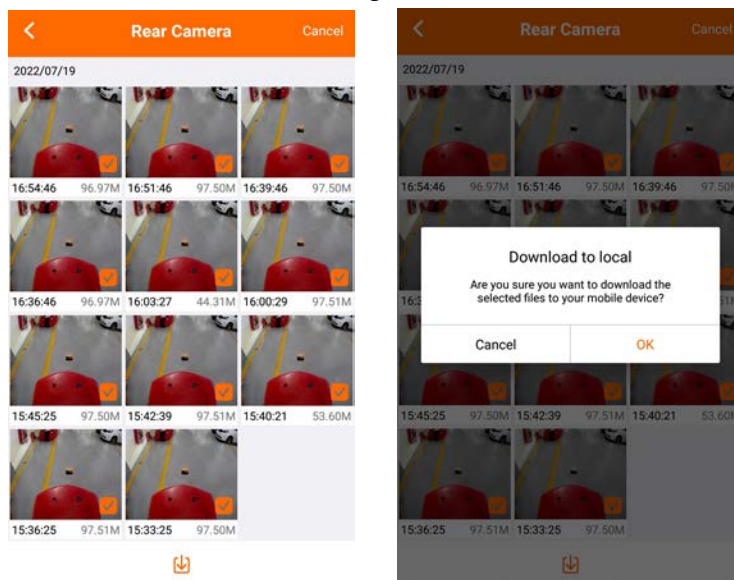 Rear Camera Cancel
2022/07/19
16:54:46 96.97M 16:51:46 97.50M 16:39:46 97.50M
16:36:46 96.97M 16:03:27 44.31M 16:00:29 97.51M
15:45:25 97.50M 15:42:39 97.51M 15:40:21 53.60M
15:36:25 97.51M 15:33:25 97.50M
Rear Camera Cancel
2022/07/19
16:54:46 96.97M 16:51:46 97.50M 16:39:46 97.50
Download to local
Are you sure you want to download the
selected files to your mobile device?
Cancel OK
15:45:25 97.50M 15:42:39 97.51M 15:40:21 53.60
15:36:25 97.51M 15:33:25 97.50M